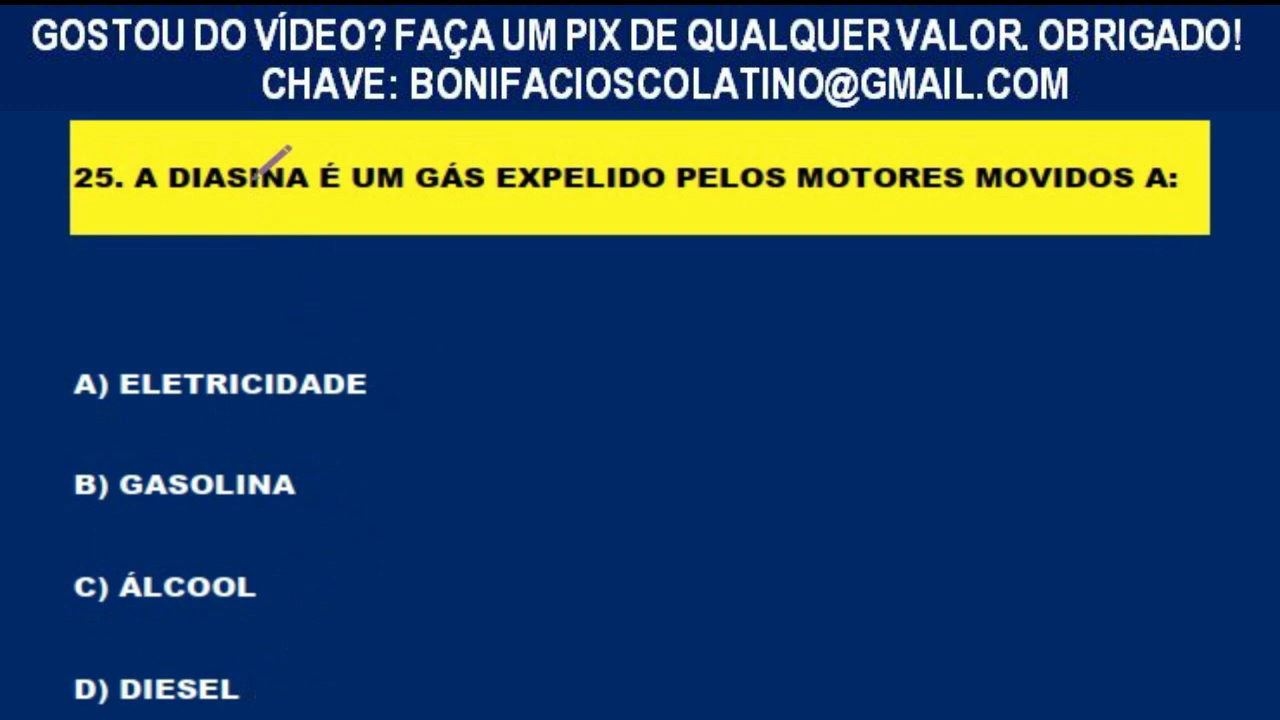 GOSTOU DO VÍDEO? FAÇA UM PIX DE QUALQUER VALOR. OBRIGADO!
CHAVE: BONIFACIOSCOLATINO@GMAIL.COM
25. A DIASINA É UM GÁS EXPELIDO PELOS MOTORES MOVIDOS A:
A) ELETRICIDADE
B) GASOLINA
C) ÁLCOOL
D) DIESEL